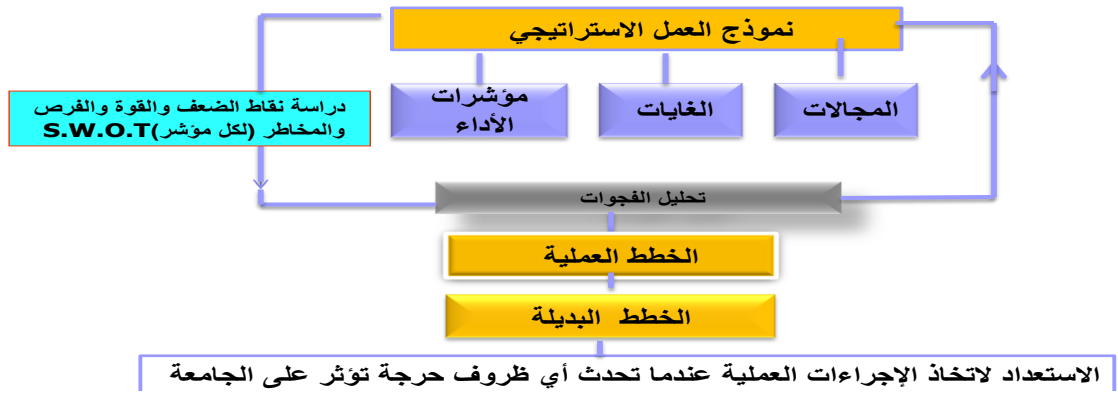 نموذج العمل الاستراتيجي
المجالات
الغايات
مؤشرات
الأداء
دراسة نقاط الضعف والقوة والفرص
والمخاطر (لكل مؤشر)S.W.O.T
تحليل الفجوات
الخطط العملية
الخطط البديلة
الاستعداد لاتخاذ الإجراءات العملية عندما تحدث أي ظروف حرجة تؤثر على الجامعة